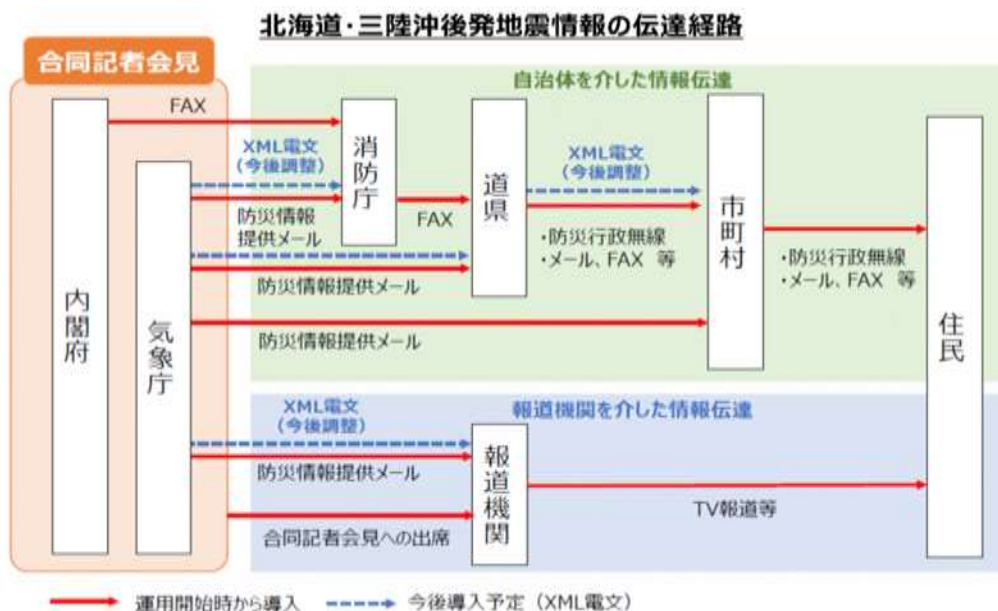 北海道・三陸沖後発地震情報の伝達経路
合同記者会見
自治体を介した情報伝達
FAX
XML電文
(今後調整)
防災情報
提供メール
消防庁
FAX
道県
XML電文
(今後調整)
・防災行政無線
・メール、FAX 等
市町村
・防災行政無線
・メール、FAX 等
防災情報提供メール
防災情報提供メール
内閣府
気象庁
住民
XML電文
(今後調整)
報道機関を介した情報伝達
防災情報提供メール
報道機関
TV報道等
合同記者会見への出席
運用開始時から導入
今後導入予定(XML電文)